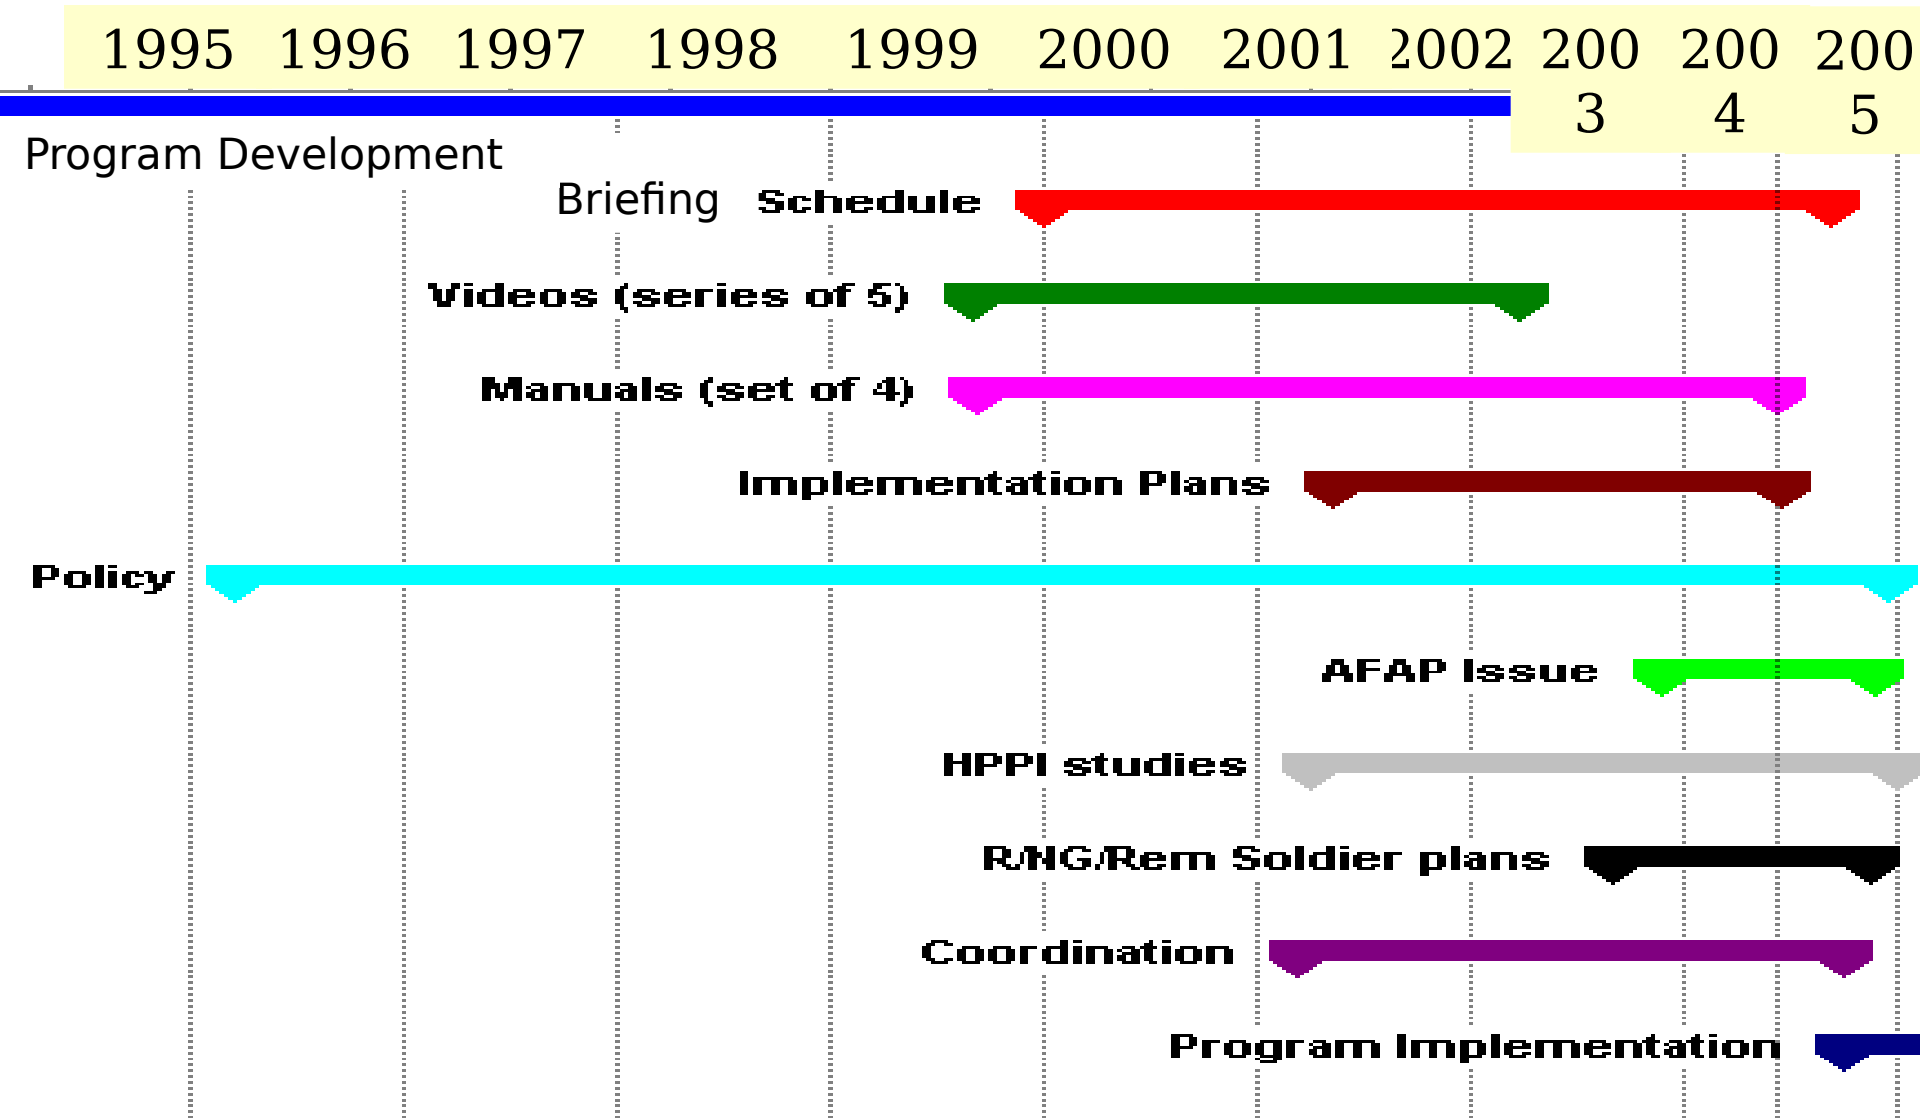 1995 1996 1997 1998 1999 2000 2001 2002 200 200 200
3 4 5
Program Development
Briefing Schedule
Videos (series of 5)
Manuals (set of 4)
Implementation Plans
Policy
AFAP Issue
HPPI studies
R/NG/Rem Soldier plans
Coordination
Program Implementation